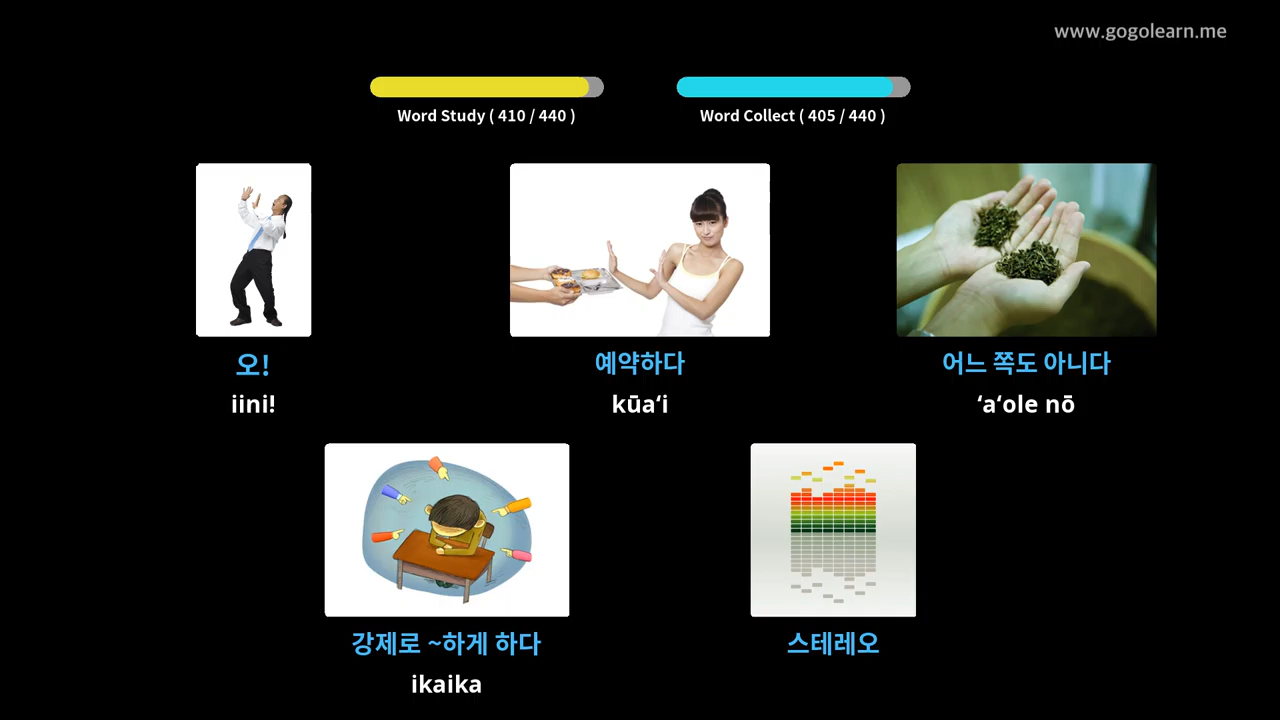 www.gogolearn.me
Word Study ( 410 / 440 )
Word Collect ( 405 / 440 )
오!
iini!
예약하다
kūaʻi
어느 쪽도 아니다
ʻaʻole nō
강제로 ~하게 하다
ikaika
스테레오